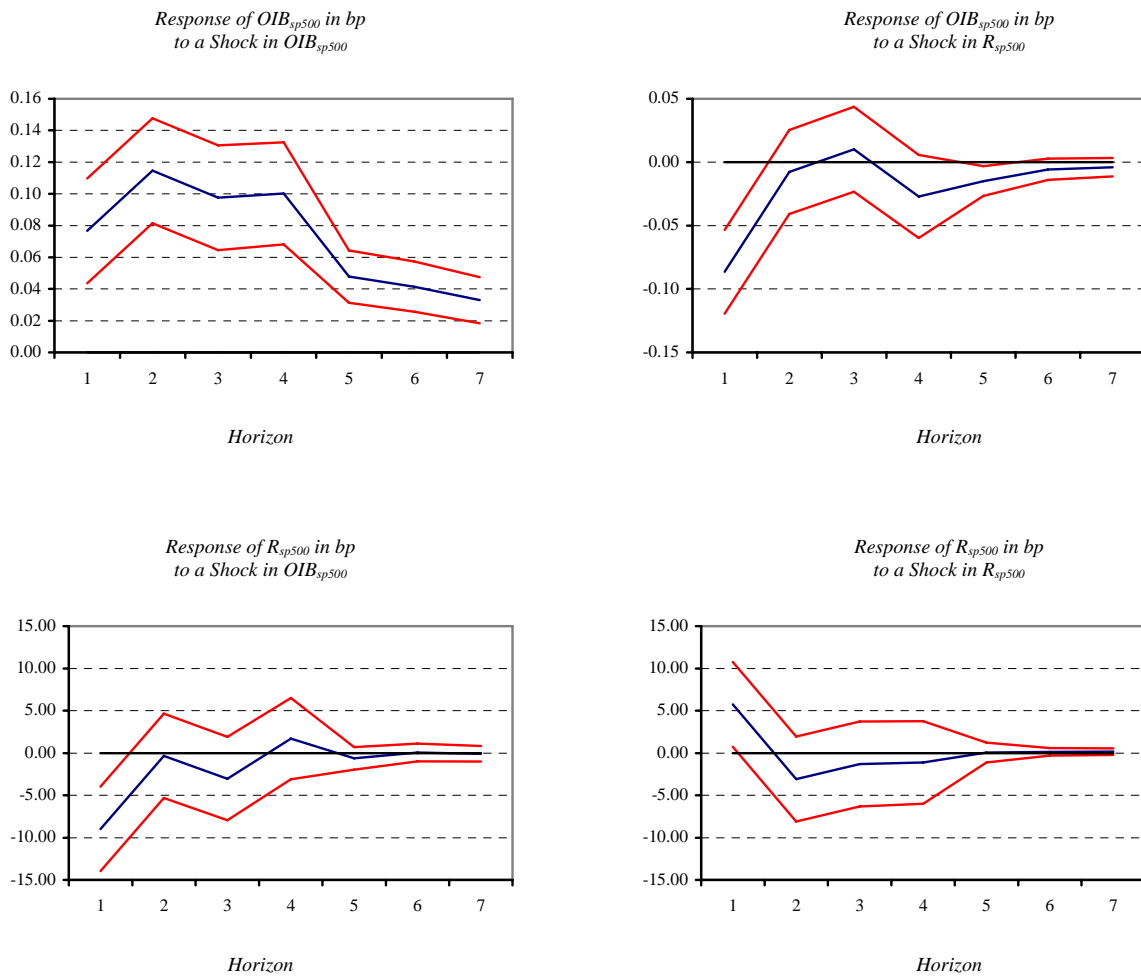 Response of OIBsp500 in bp
to a Shock in OIBsp500
0.16
0.14
0.12
0.10
0.08
0.06
0.04
0.02
0.00
1 2 3 4 5 6 7
Horizon
Response of OIBsp500 in bp
to a Shock in Rsp500
0.05
0.00
-0.05
-0.10
-0.15
1 2 3 4 5 6 7
Horizon
Response of Rsp500 in bp
to a Shock in OIBsp500
15.00
10.00
5.00
0.00
-5.00
-10.00
-15.00
1 2 3 4 5 6 7
Horizon
Response of Rsp500 in bp
to a Shock in Rsp500
15.00
10.00
5.00
0.00
-5.00
-10.00
-15.00
1 2 3 4 5 6 7
Horizon